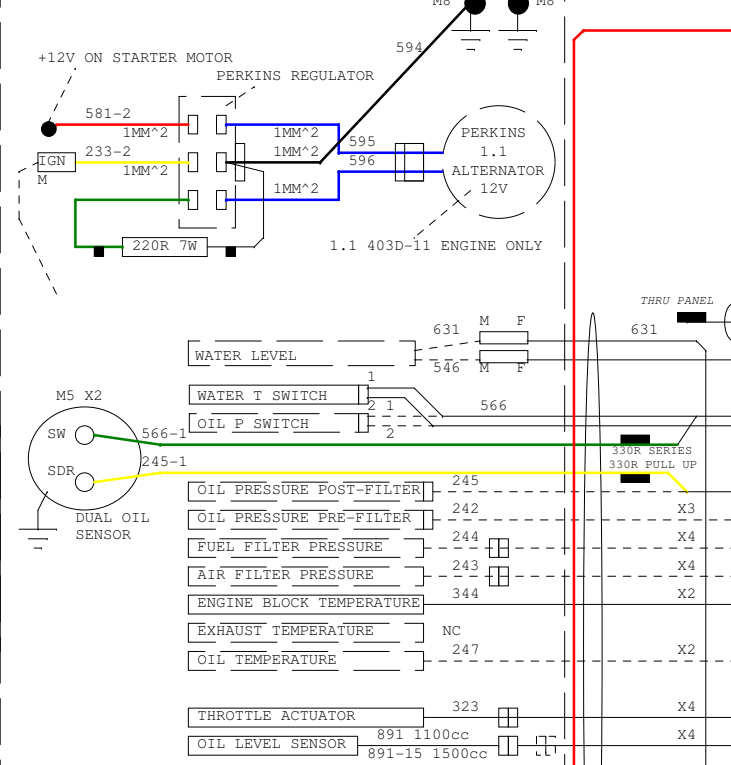 M8
M8
594
+12V ON STARTER MOTOR
PERKINS REGULATOR
581-2
1MM^2
1MM^2
595
PERKINS
1.1
ALTERNATOR
12V
IGN
M
233-2
1MM^2
1MM^2
596
1MM^2
220R 7W
1.1 403D-11 ENGINE ONLY
THRU PANEL
631
M
F
631
WATER LEVEL
546
M
F
M5 X2
WATER T SWITCH
1
2
1
566
OIL P SWITCH
2
SW
566-1
330R SERIES
330R PULL UP
SDR
245-1
OIL PRESSURE POST-FILTER
245
DUAL OIL
SENSOR
OIL PRESSURE PRE-FILTER
242
X3
FUEL FILTER PRESSURE
244
X4
AIR FILTER PRESSURE
243
X4
ENGINE BLOCK TEMPERATURE
344
X2
EXHAUST TEMPERATURE
NC
OIL TEMPERATURE
247
X2
THROTTLE ACTUATOR
323
X4
OIL LEVEL SENSOR
891 1100cc
891-15 1500cc
X4